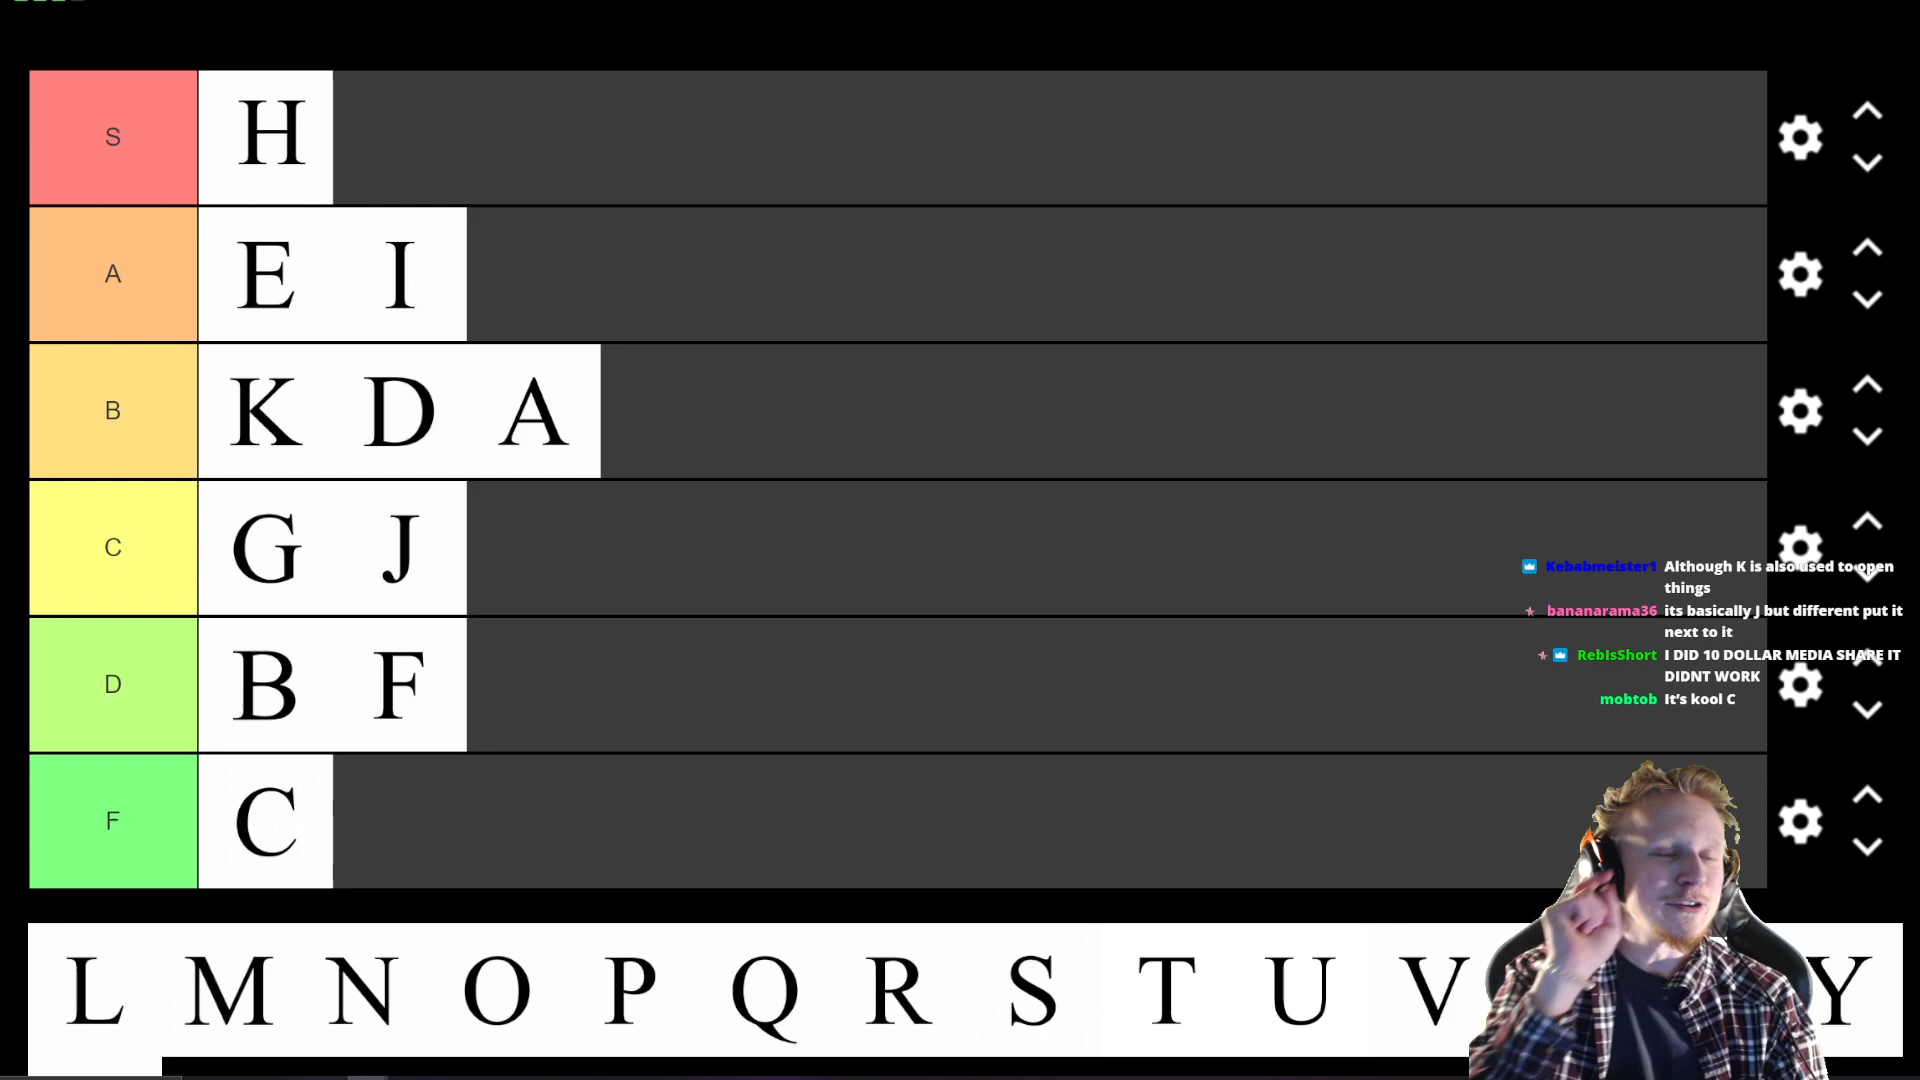 S H
A E I
B K D A
C G J
D B F
F C
Kebabmeister1 Although K is also used to open
things
bananarama36 its basically J but different put it
next to it
RebIsShort I DID 10 DOLLAR MEDIA SHARE IT
DIDNT WORK
mobtob It's kool C
L M N O P Q R S T U V Y